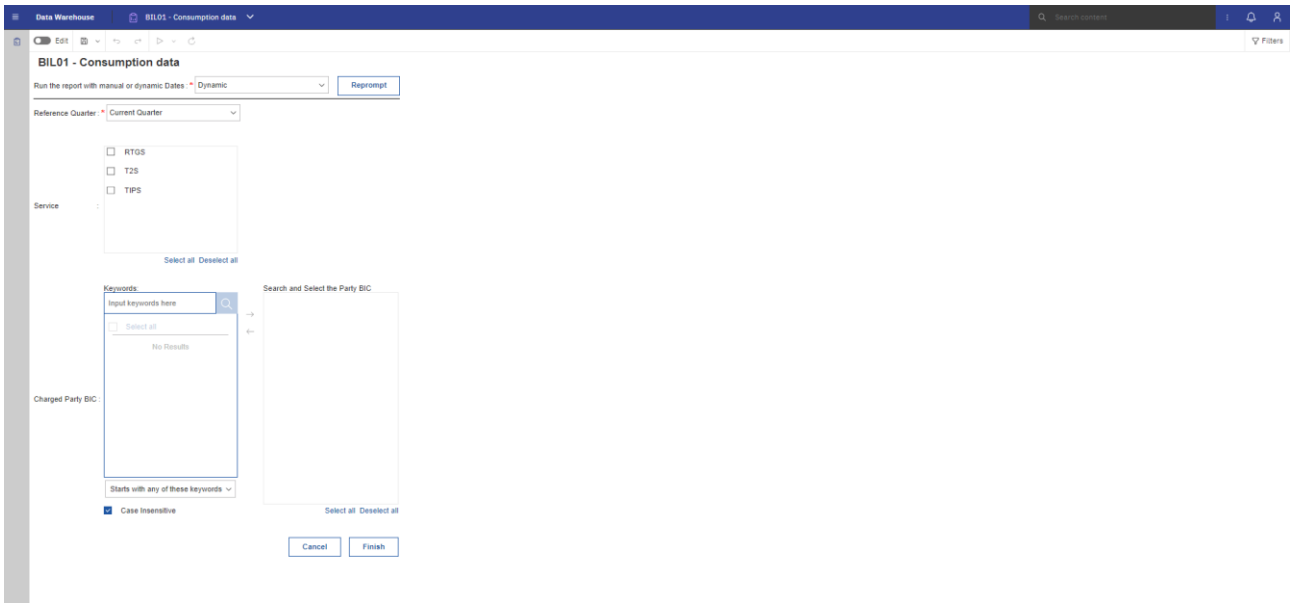 Data Warehouse BIL01 - Consumption data Search content
Edit Filters
BIL01 - Consumption data
Run the report with manual or dynamic Dates : * Dynamic Reprompt
Reference Quarter : * Current Quarter
RTGS
T2S
TIPS
Service :
Select all Deselect all
Keywords: Search and Select the Party BIC
Input keywords here
Select all
No Results
Charged Party BIC :
Starts with any of these keywords
Case Insensitive Select all Deselect all
Cancel Finish